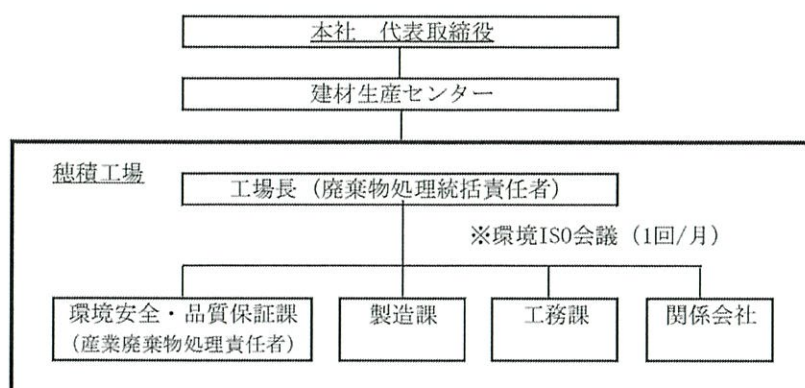 本社　代表取締役
建材生産センター
穂積工場
工場長（廃棄物処理統括責任者）
※環境ISO会議（1回/月）
環境安全・品質保証課
（産業廃棄物処理責任者）
製造課
工務課
関係会社